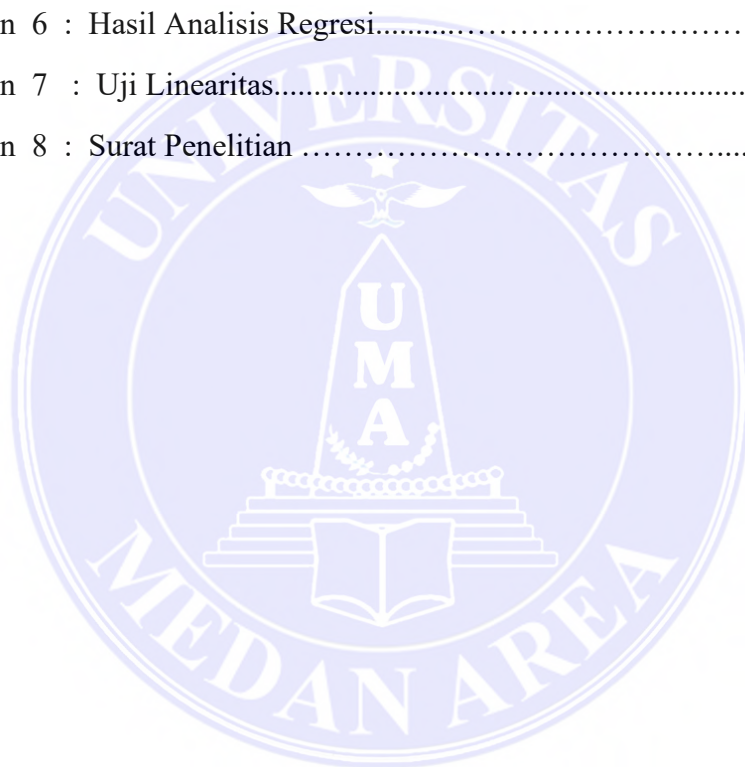 n 6 : Hasil Analisis Regresi..........…………………………
n 7 : Uji Linearitas...........................................................
n 8 : Surat Penelitian …………………………………….....
UNIVERSITAS
U
M
A
MEDAN AREA